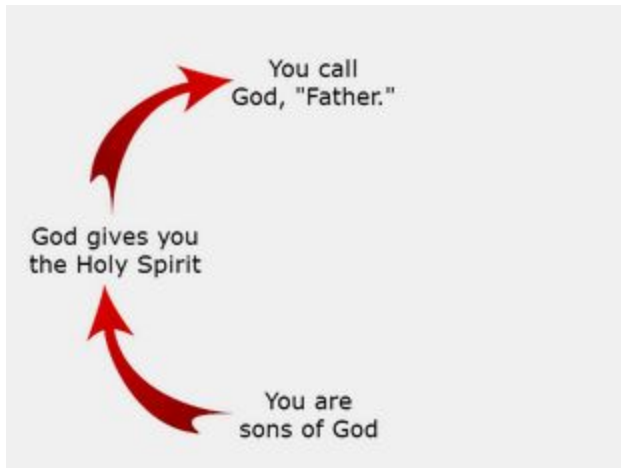 You call
God, "Father."
God gives you
the Holy Spirit
You are
sons of God